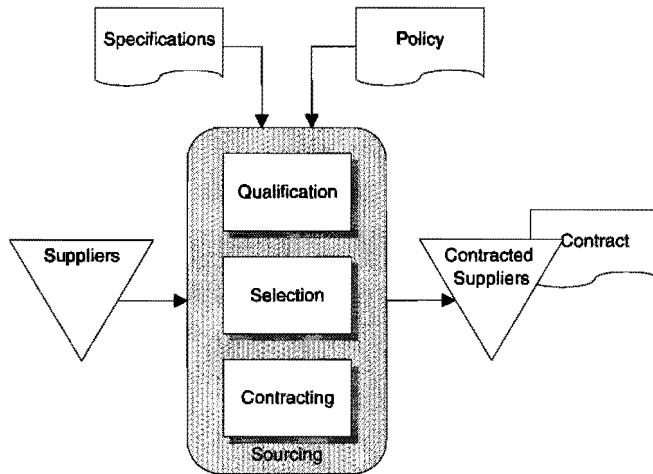 Specifications
Policy
Qualification
Suppliers
Selection
Contracted
Suppliers
Contract
Contracting
Sourcing